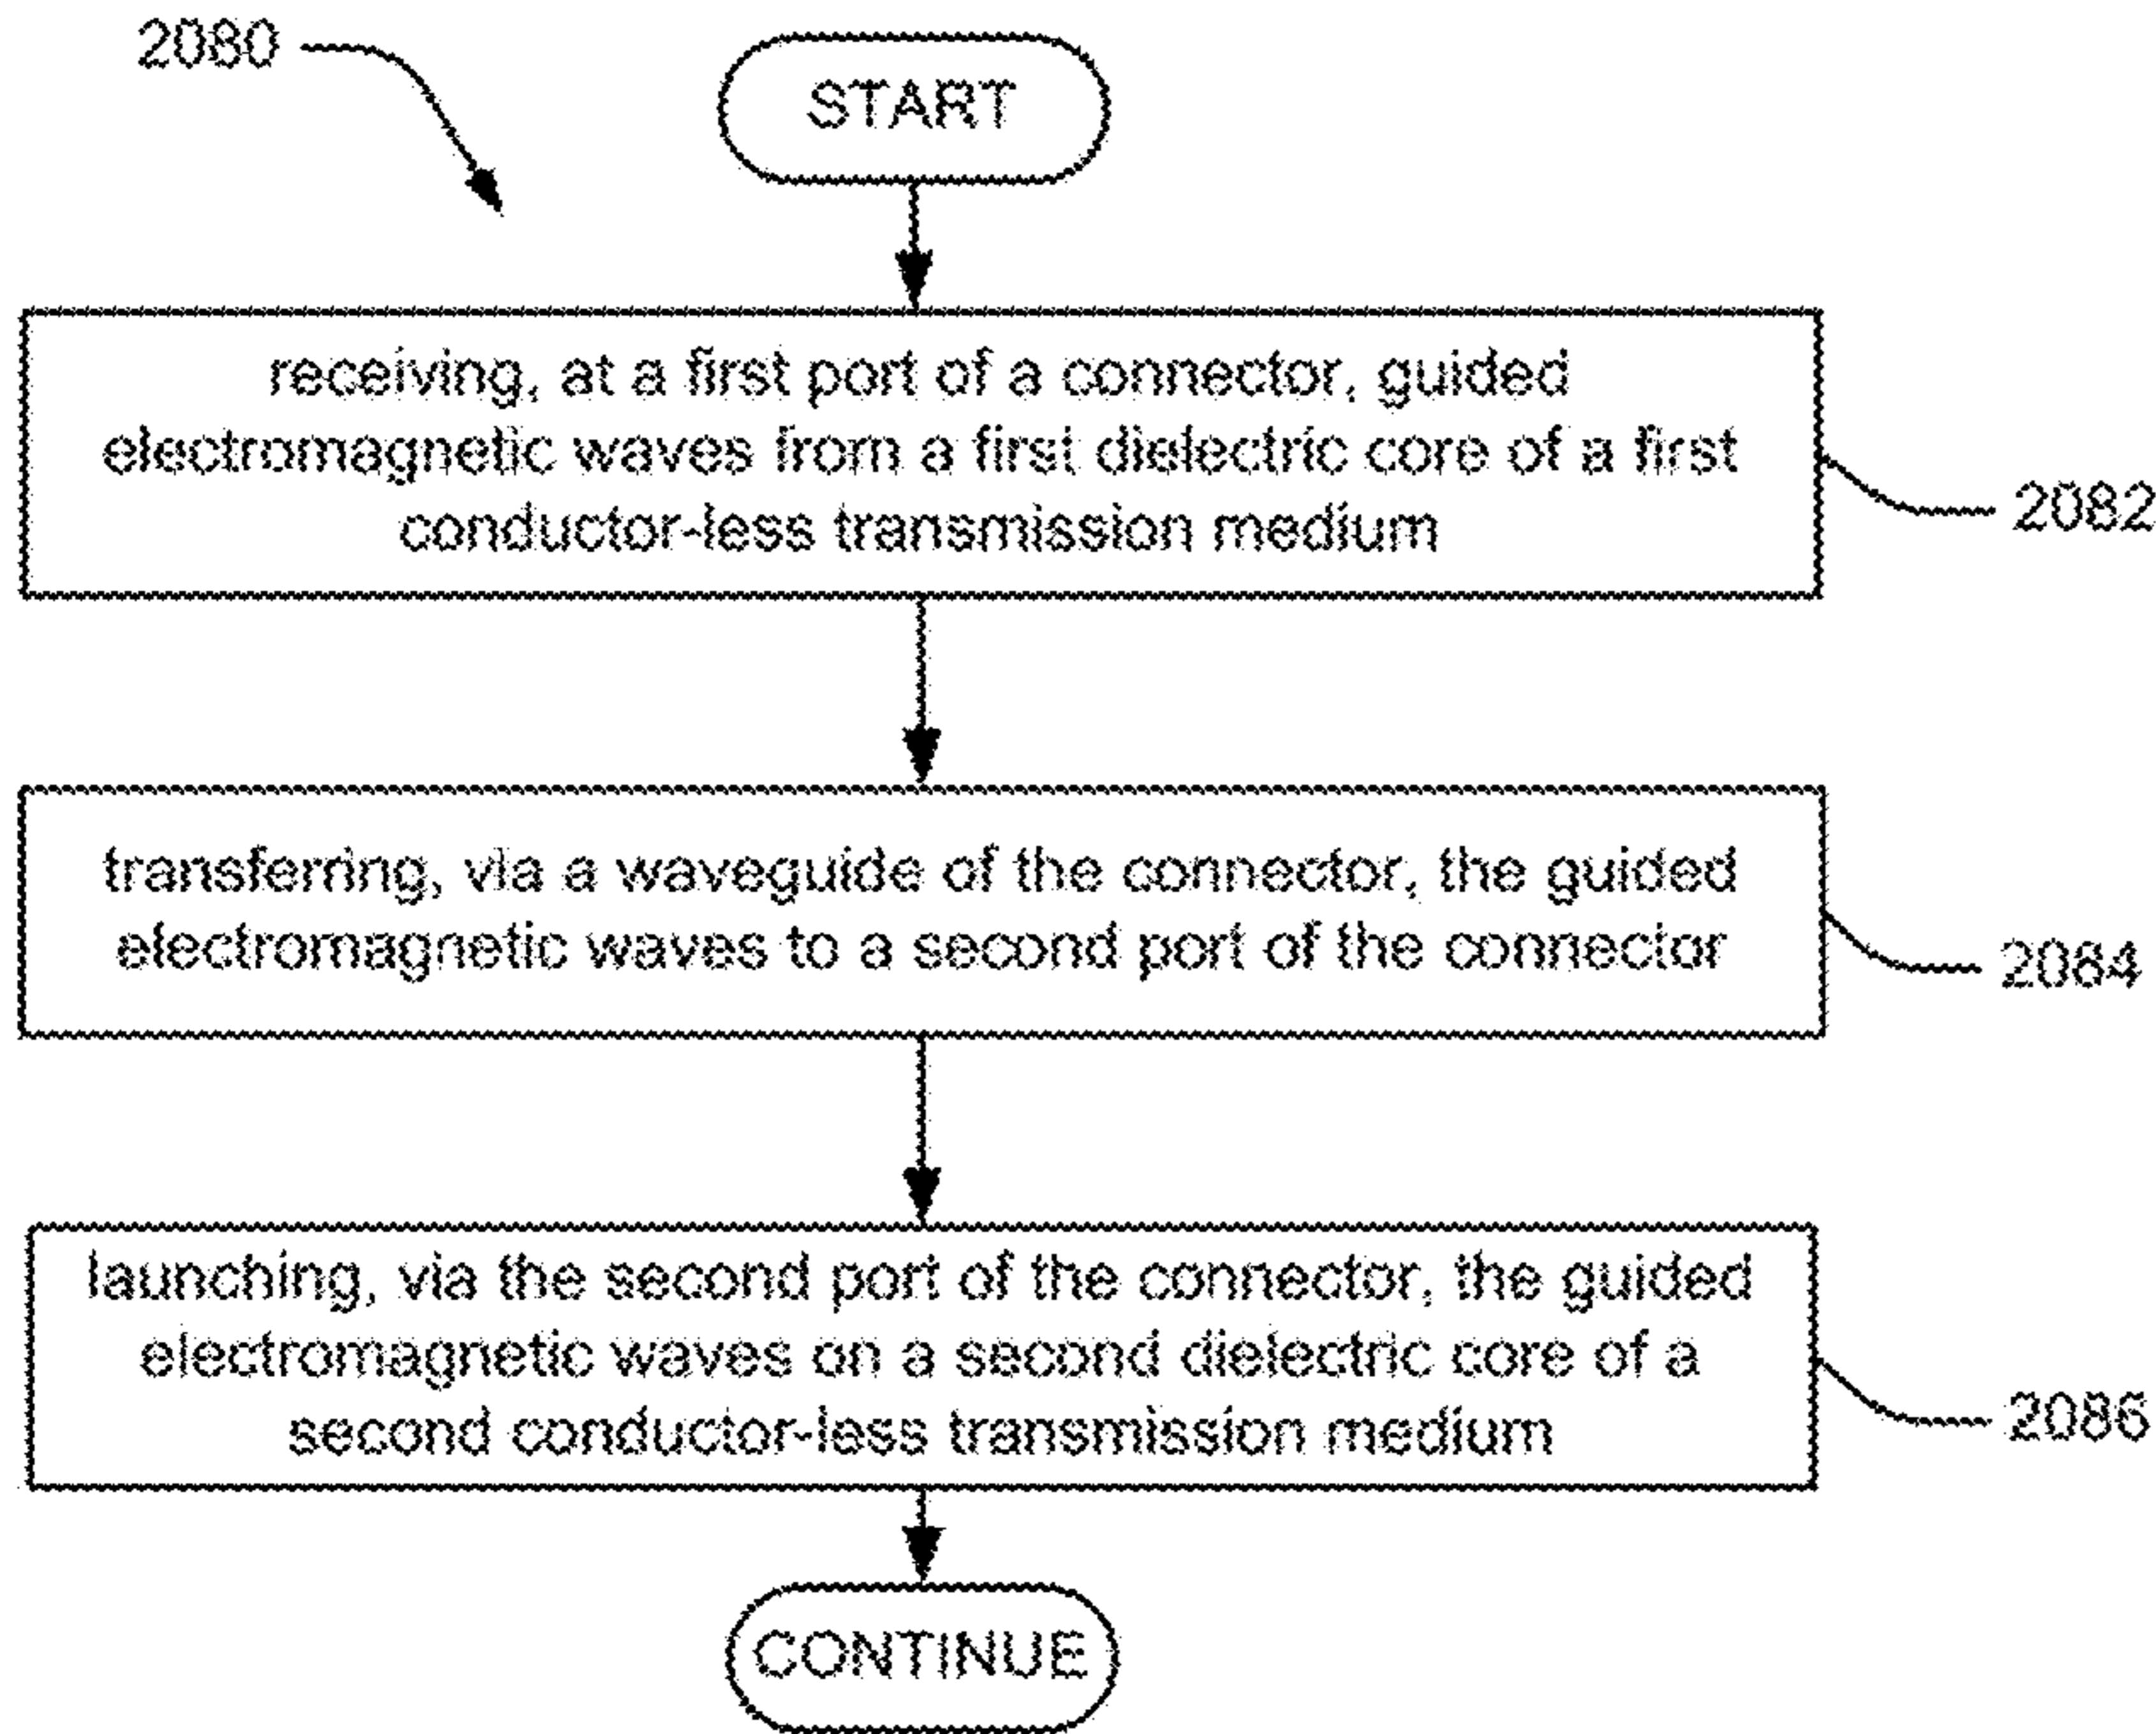 2080
START
receiving, at a first port of a connector, guided
electromagnetic waves from a first dielectric core of a first
conductor-less transmission medium
2082
transferring, via a waveguide of the connector, the guided
electromagnetic waves to a second port of the connector
2084
launching, via the second port of the connector, the guided
electromagnetic waves on a second dielectric core of a
second conductor-less transmission medium
2086
CONTINUE